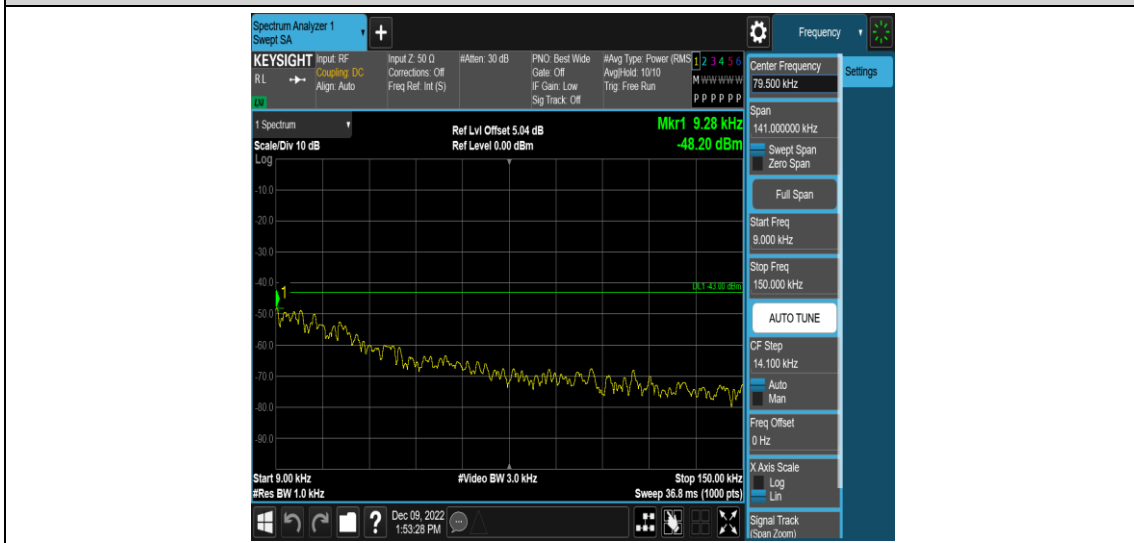 Spectrum Analyzer 1
Swept SA
Frequency
KEYSIGHT
RL
LNI
Input: RF
Coupling: DC
Align: Auto
Input Z: 50 Ω
Corrections: Off
Freq Ref: Int (S)
#Atten: 30 dB
PNO: Best Wide
Gate: Off
IF Gain: Low
Sig Track: Off
#Avg Type: Power (RMS
Avg|Hold: 10/10
Trig: Free Run
1 2 3 4 5 6
M W W W W W
P P P P P P
1 Spectrum
Scale/Div 10 dB
Ref Lvl Offset 5.04 dB
Ref Level 0.00 dBm
Mkr1 9.28 kHz
-48.20 dBm
Log
-10.0
-20.0
-30.0
-40.0
-50.0
-60.0
-70.0
-80.0
-90.0
1
DL1 -43.00 dBm
Start 9.00 kHz
#Res BW 1.0 kHz
#Video BW 3.0 kHz
Stop 150.00 kHz
Sweep 36.8 ms (1000 pts)
Dec 09, 2022
1:53:28 PM
Center Frequency
79.500 kHz
Settings
Span
141.000000 kHz
Swept Span
Zero Span
Full Span
Start Freq
9.000 kHz
Stop Freq
150.000 kHz
AUTO TUNE
CF Step
14.100 kHz
Auto
Man
Freq Offset
0 Hz
X Axis Scale
Log
Lin
Signal Track
(Span Zoom)